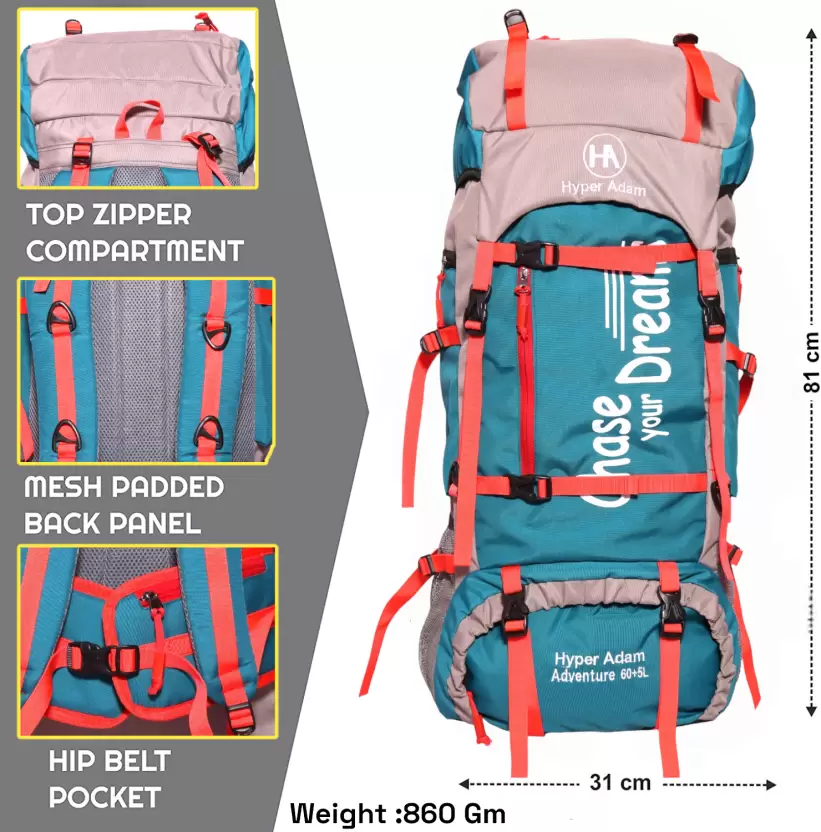 TOP ZIPPER
COMPARTMENT
MESH PADDED
BACK PANEL
HIP BELT
POCKET
HA
Hyper Adam
Chase
your Dreams
Hyper Adam
Adventure 60+5L
81 cm
31 cm
Weight :860 Gm